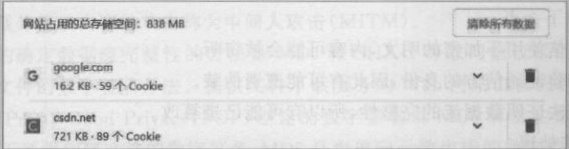 网站占用的总存储空间：838 MB
清除所有数据
google.com
16.2 KB · 59 个 Cookie
csdn.net
721 KB · 89 个 Cookie